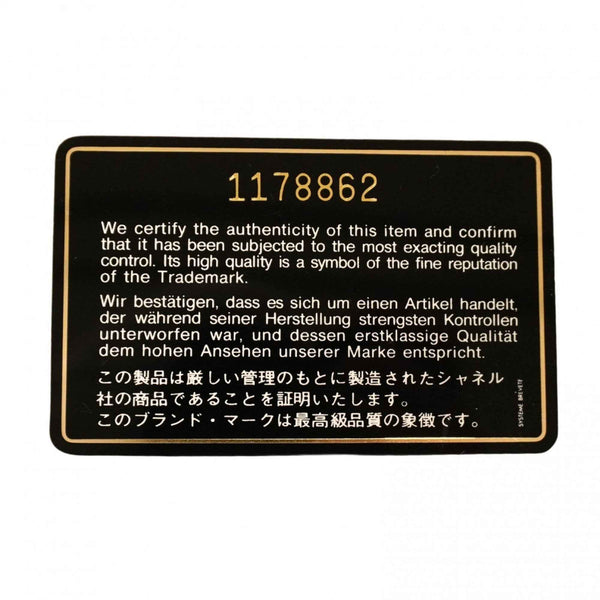 1178862
We certify the authenticity of this item and confirm
that it has been subjected to the most exacting quality
control. Its high quality is a symbol of the fine reputation
of the Trademark.
Wir bestätigen, dass es sich um einen Artikel handelt,
der während seiner Herstellung strengsten Kontrollen
unterworfen war, und dessen erstklassige Qualität
dem hohen Ansehen unserer Marke entspricht.
この製品は厳しい管理のもとに製造されたシャネル
社の商品であることを証明いたします。
このブランド・マークは最高級品質の象徴です。
SYSTEME BREVETE